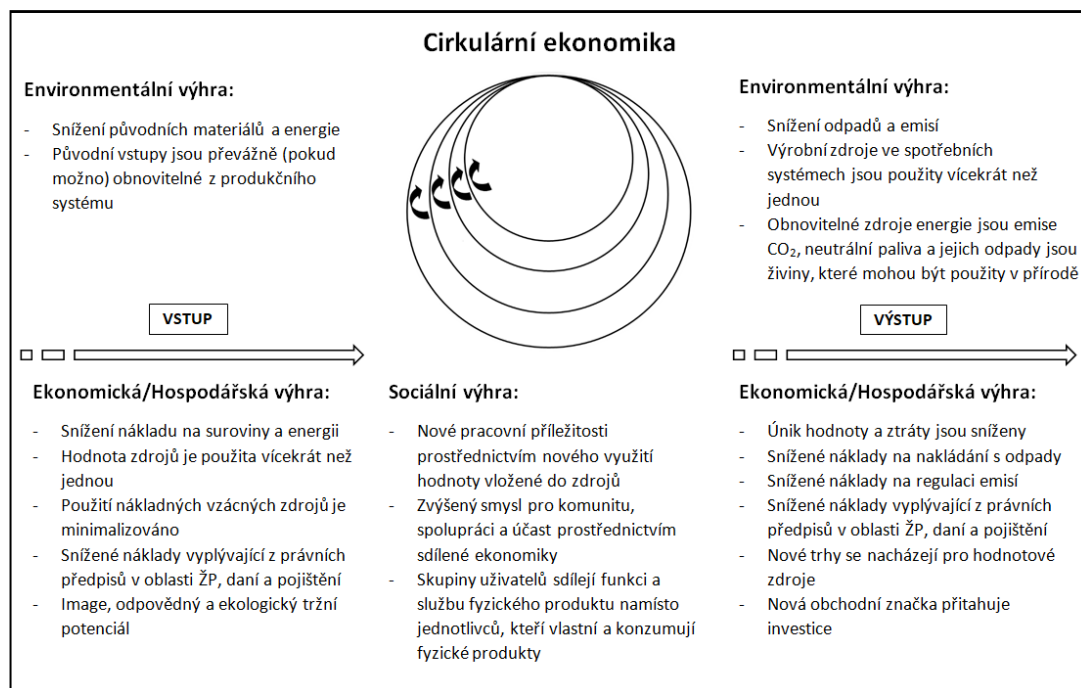 Cirkulární ekonomika
Environmentální výhra:
- Snížení původních materiálů a energie
- Původní vstupy jsou převážně (pokud
možno) obnovitelné z produkčního
systému
Environmentální výhra:
- Snížení odpadů a emisí
- Výrobní zdroje ve spotřebních
systémech jsou použity vícekrát než
jednou
- Obnovitelné zdroje energie jsou emise
CO₂, neutrální paliva a jejich odpady jsou
živiny, které mohou být použity v přírodě
VSTUP
VÝSTUP
Ekonomická/Hospodářská výhra:
- Snížení nákladu na suroviny a energii
- Hodnota zdrojů je použita vícekrát než
jednou
- Použití nákladných vzácných zdrojů je
minimalizováno
- Snížené náklady vyplývající z právních
předpisů v oblasti ŽP, daní a pojištění
- Image, odpovědný a ekologický tržní
potenciál
Sociální výhra:
- Nové pracovní příležitosti
prostřednictvím nového využití
hodnoty vložené do zdrojů
- Zvýšený smysl pro komunitu,
spolupráci a účast prostřednictvím
sdílené ekonomiky
- Skupiny uživatelů sdílejí funkci a
službu fyzického produktu namísto
jednotlivců, kteří vlastní a konzumují
fyzické produkty
Ekonomická/Hospodářská výhra:
- Únik hodnoty a ztráty jsou sníženy
- Snížené náklady na nakládání s odpady
- Snížené náklady na regulaci emisí
- Snížené náklady vyplývající z právních
předpisů v oblasti ŽP, daní a pojištění
- Nové trhy se nacházejí pro hodnotové
zdroje
- Nová obchodní značka přitahuje
investice